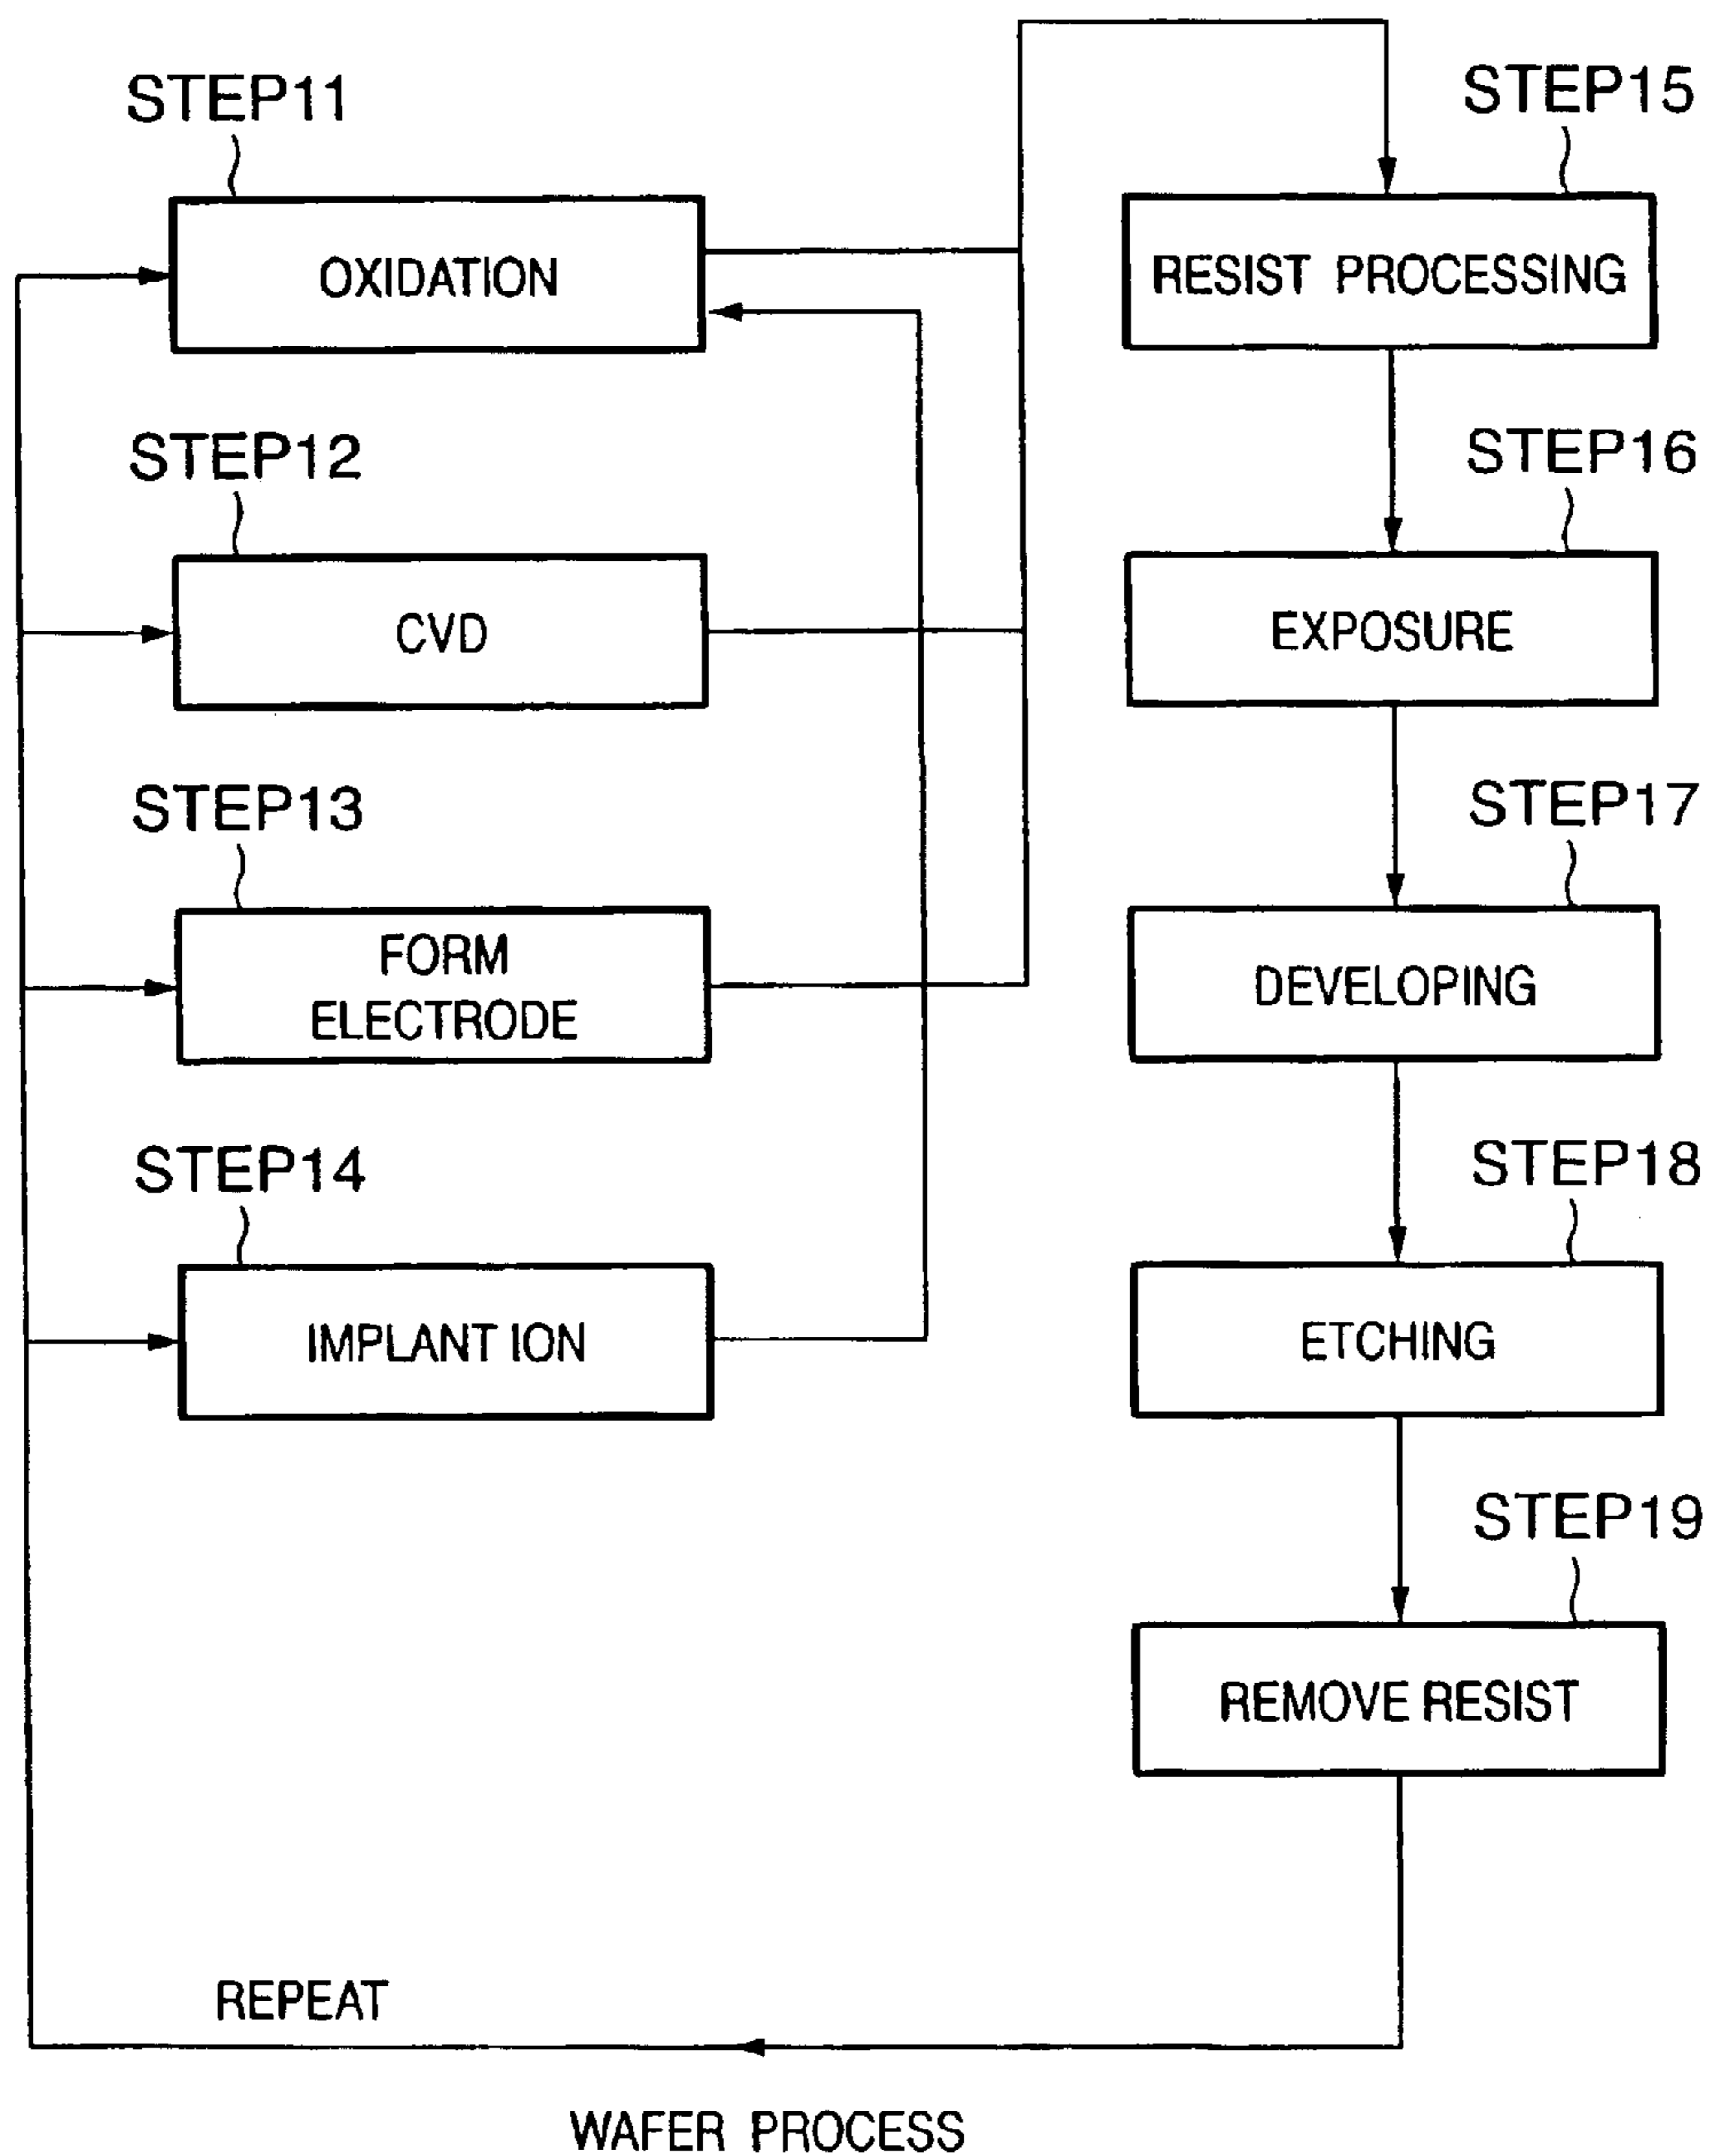 STEP11
OXIDATION
STEP12
CVD
STEP13
FORM
ELECTRODE
STEP14
IMPLANT ION
STEP15
RESIST PROCESSING
STEP16
EXPOSURE
STEP17
DEVELOPING
STEP18
ETCHING
STEP19
REMOVE RESIST
REPEAT
WAFER PROCESS